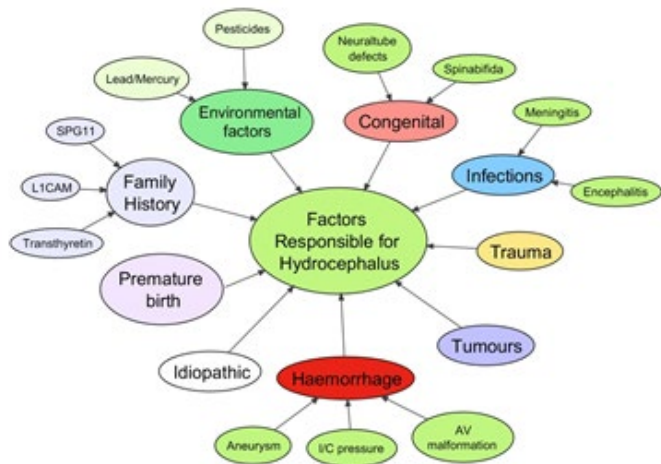 Pesticides
Neuraltube
defects
Lead/Mercury
Spinabifida
Environmental
factors
Congenital
Meningitis
SPG11
Family
History
Infections
L1CAM
Encephalitis
Factors
Responsible for
Hydrocephalus
Transthyretin
Trauma
Premature
birth
Tumours
Idiopathic
Haemorrhage
Aneurysm
I/C pressure
AV
malformation